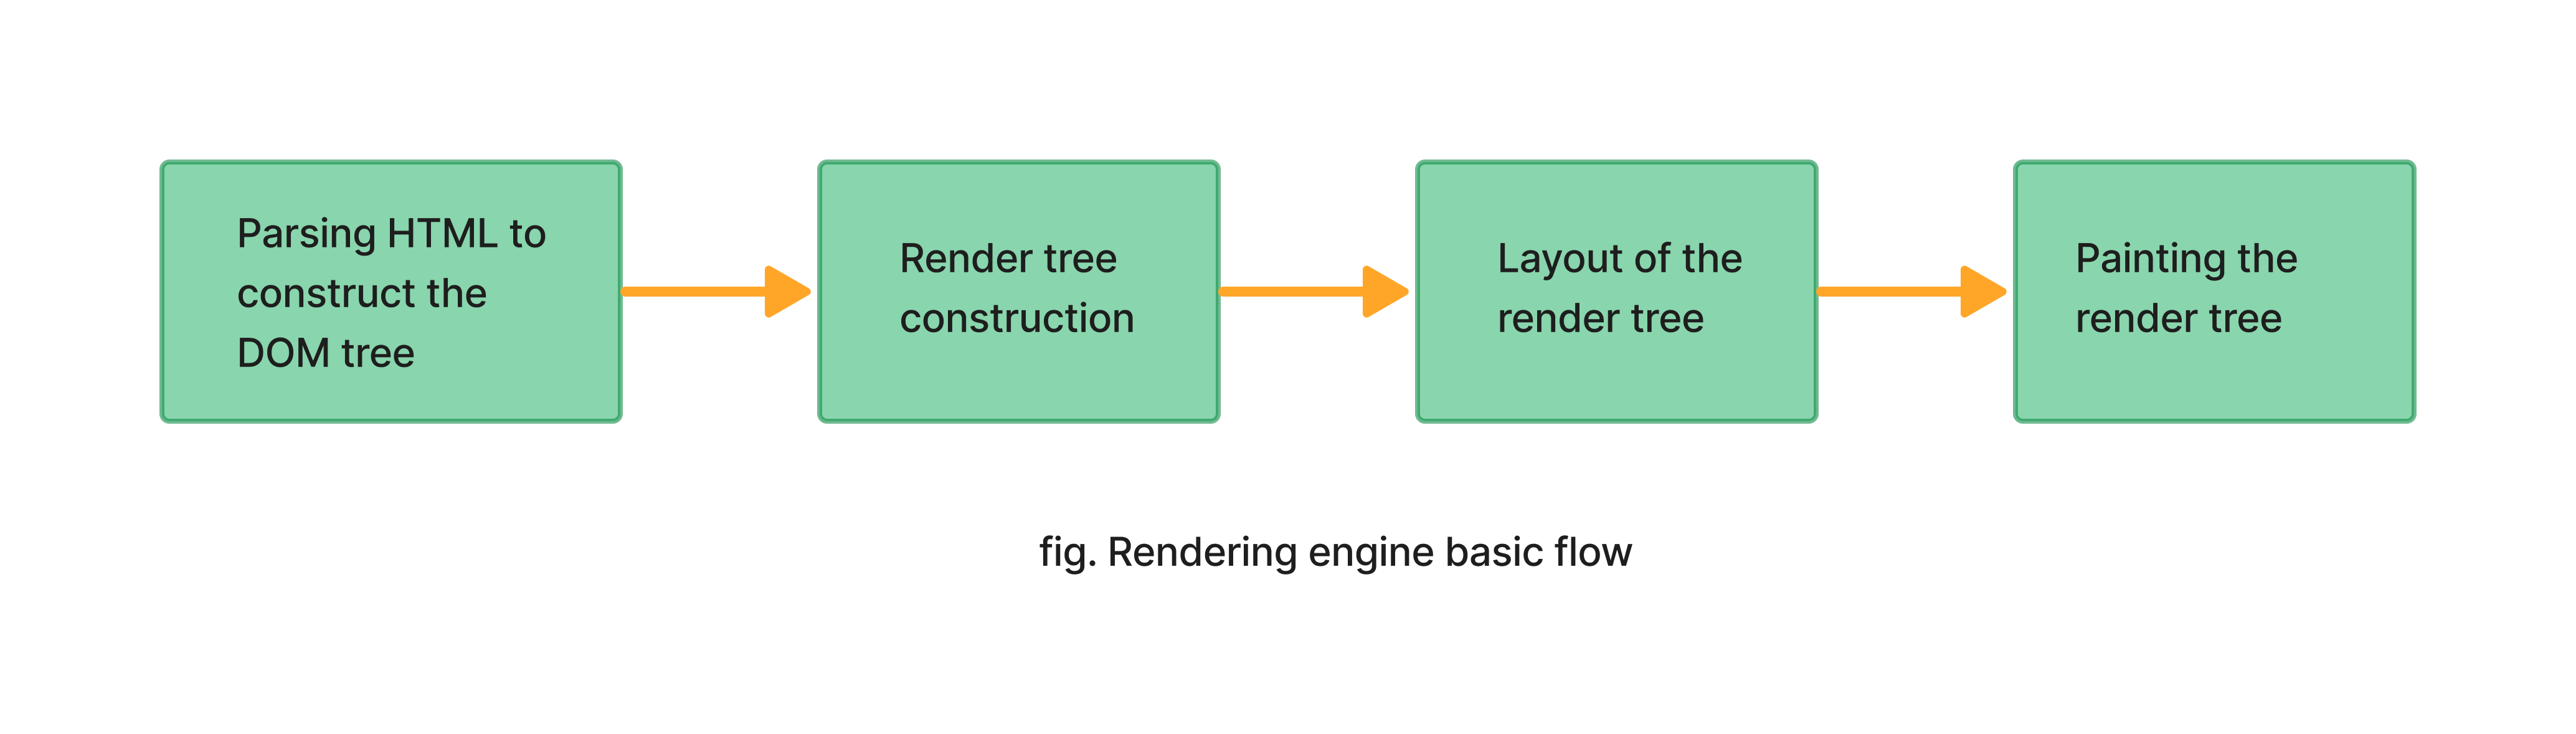 Parsing HTML to
construct the
DOM tree
Render tree
construction
Layout of the
render tree
Painting the
render tree
fig. Rendering engine basic flow